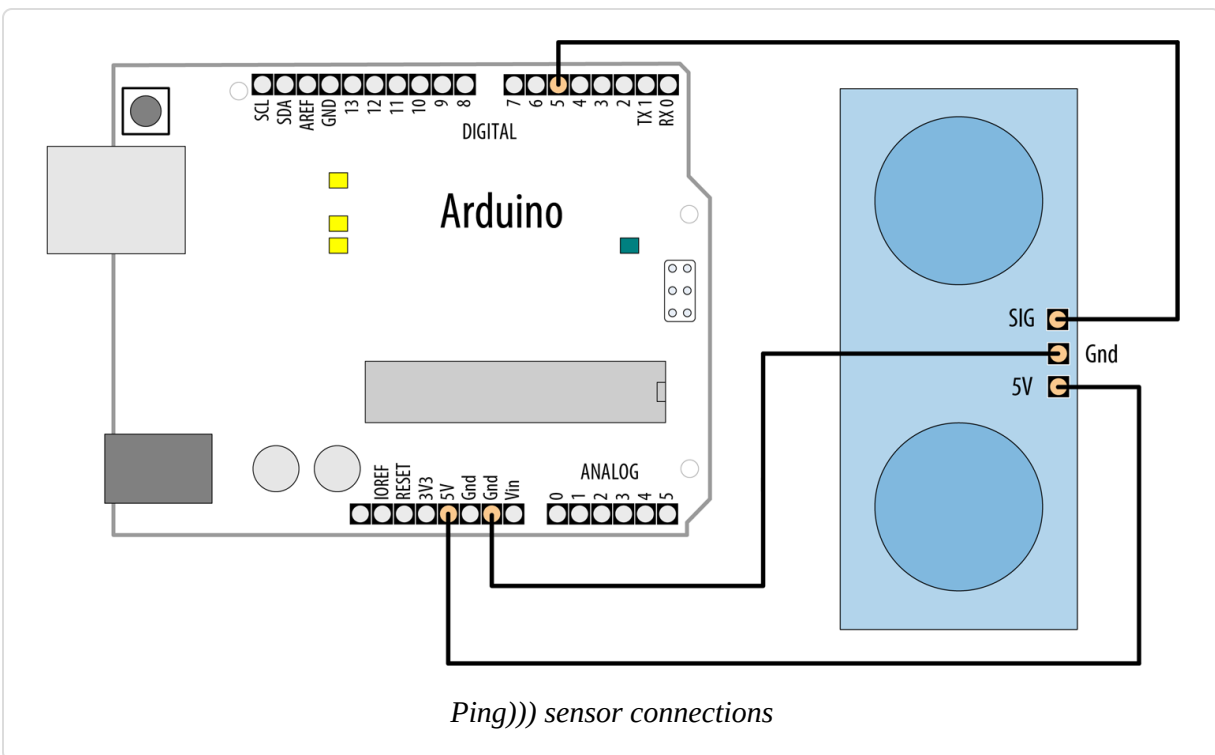 SCL SDA AREF GND 13 12 11 10 9 8 7 6 5 4 3 2 TX 1 RX 0
DIGITAL
Arduino
SIG
Gnd
5V
ANALOG
IOREF RESET 3V3 5V Gnd Gnd Vin 0 1 2 3 4 5
Ping))) sensor connections